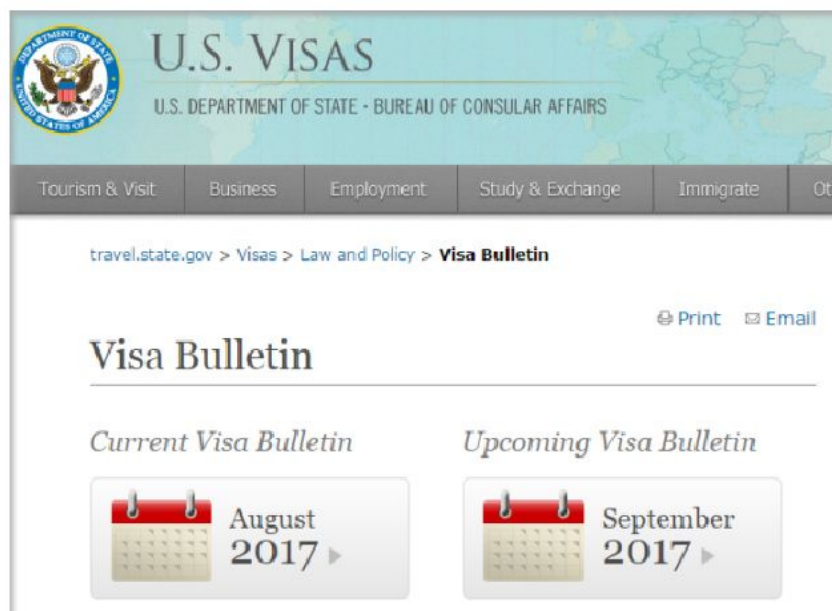 U.S. VISAS
U.S. DEPARTMENT OF STATE - BUREAU OF CONSULAR AFFAIRS
Tourism & Visit Business Employment Study & Exchange Immigrate Ot
travel.state.gov > Visas > Law and Policy > Visa Bulletin
Print Email
Visa Bulletin
Current Visa Bulletin Upcoming Visa Bulletin
August September
2017 2017